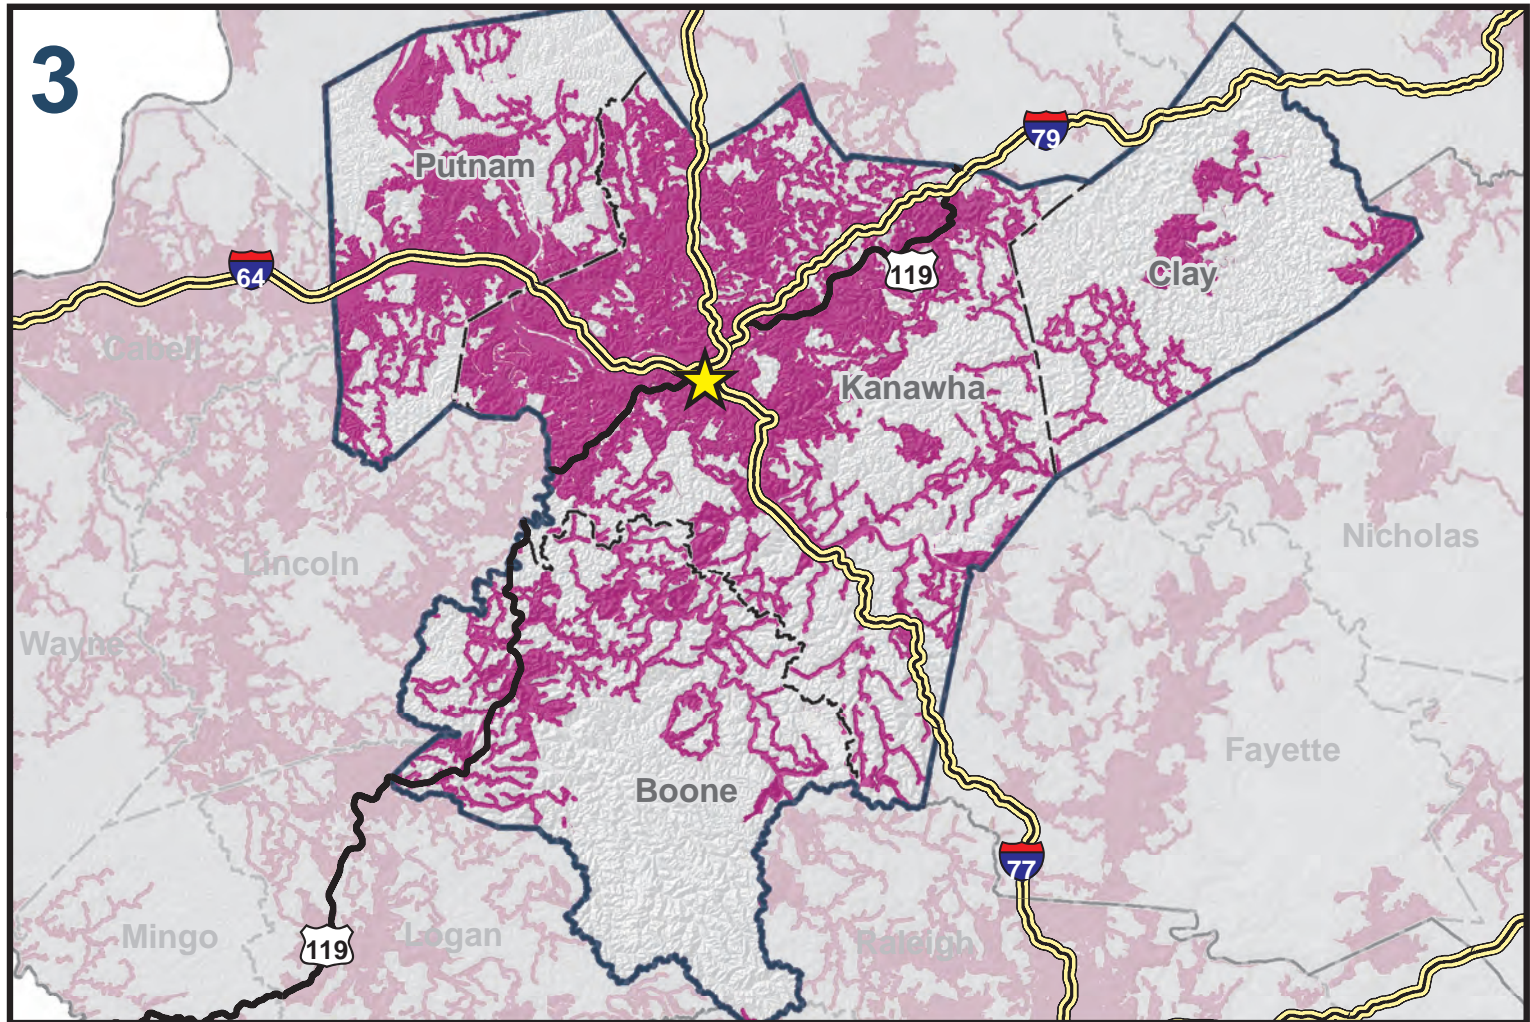 3
79
Putnam
64
119
Clay
Cabell
Kanawha
Nicholas
Lincoln
Wayne
Fayette
Boone
77
Mingo
119
Logan
Raleigh